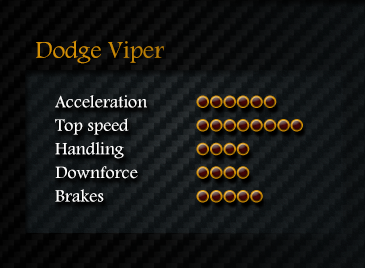 Dodge Viper
Acceleration
Top speed
Handling
Downforce
Brakes